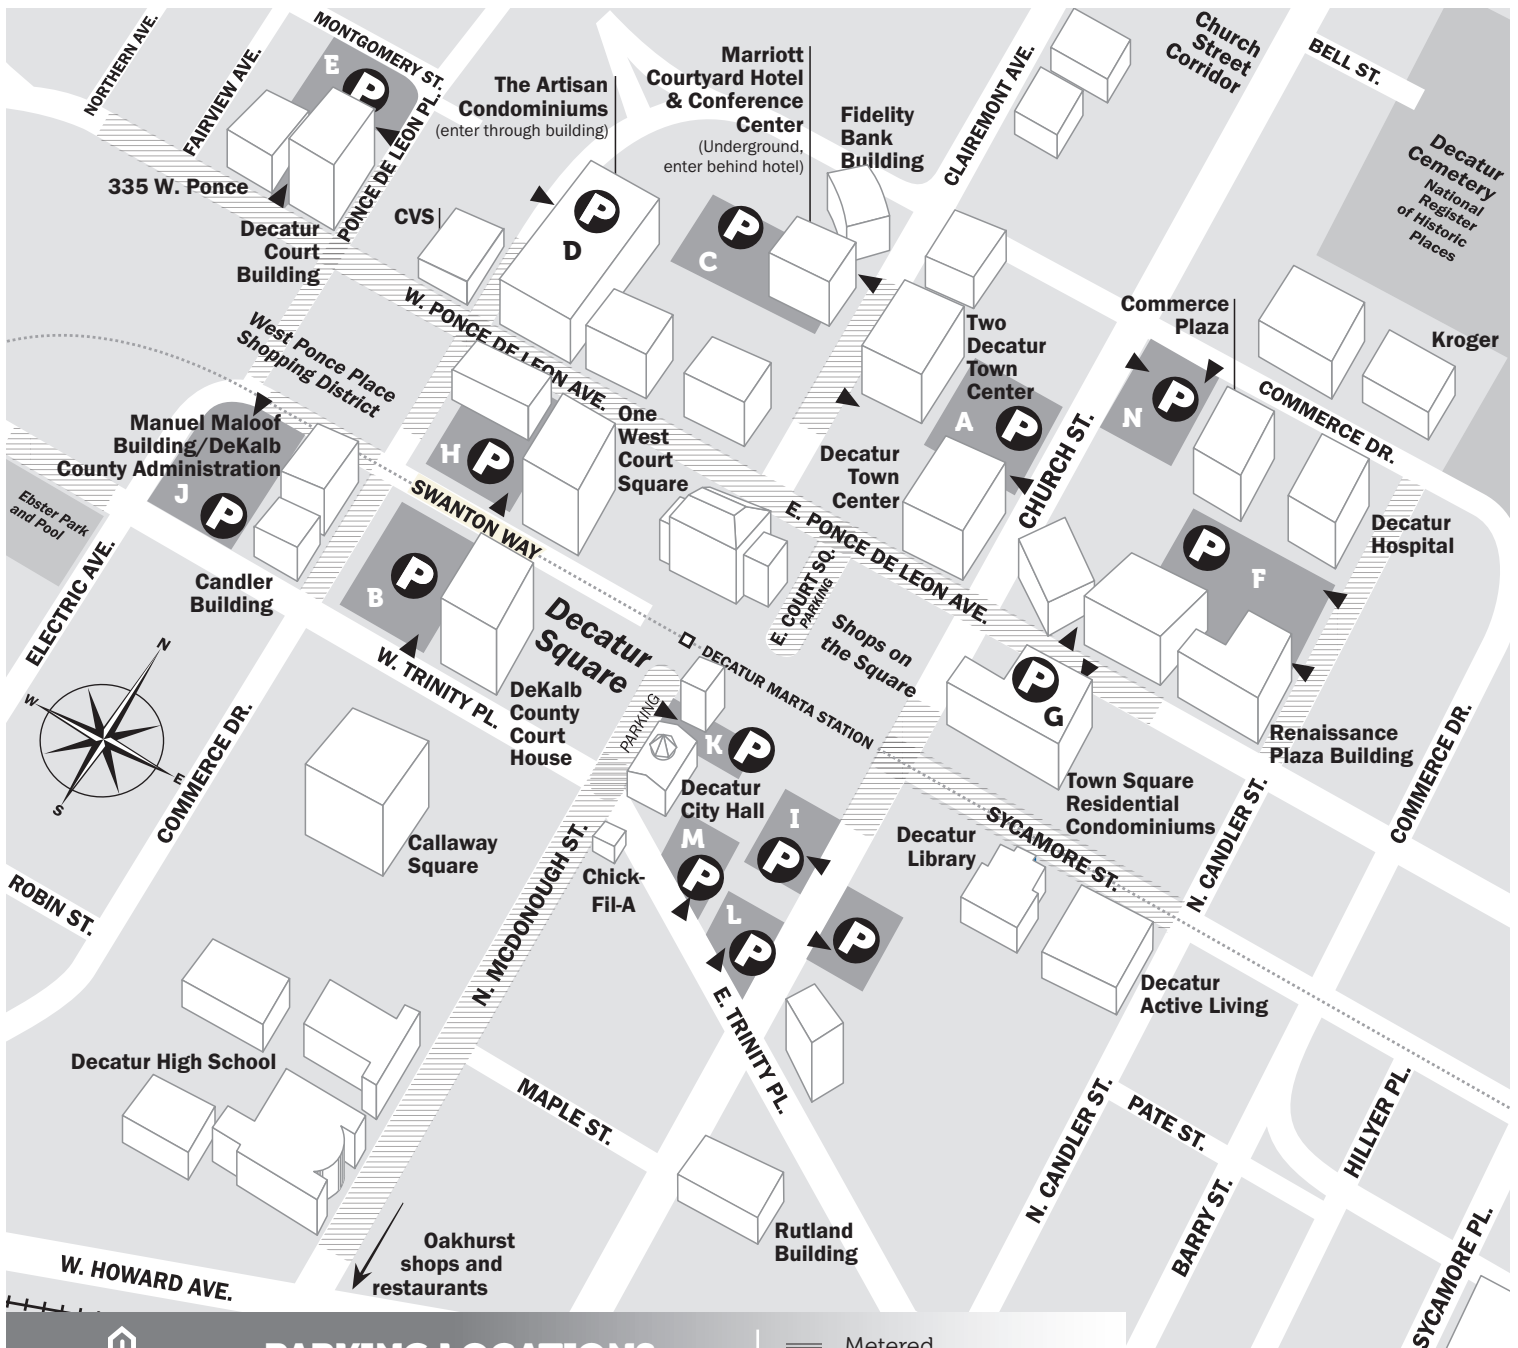 NORTHERN AVE.
MONTGOMERY ST.
FAIRVIEW AVE.
E
P
PONCE DE LEON PL.
335 W. Ponce
Decatur
Court
Building
The Artisan
Condominiums
(enter through building)
CVS
P
D
Marriott
Courtyard Hotel
& Conference
Center
(Underground,
enter behind hotel)
Fidelity
Bank
Building
P
C
CLAIREMONT AVE.
Church
Street
Corridor
BELL ST.
Decatur
Cemetery
National
Register
of Historic
Places
W. PONCE DE LEON AVE.
West Ponce Place
Shopping District
Two
Decatur
Town
Center
A
P
Commerce
Plaza
N
P
Kroger
COMMERCE DR.
Manuel Maloof
Building/DeKalb
County Administration
J
P
H
P
One
West
Court
Square
Decatur
Town
Center
CHURCH ST.
Ebster Park
and Pool
SWANTON WAY
E. PONCE DE LEON AVE.
Decatur
Hospital
P
F
ELECTRIC AVE.
Candler
Building
B
P
E. COURT SQ.
PARKING
Decatur
Square
Shops on
the Square
DECATUR MARTA STATION
W. TRINITY PL.
DeKalb
County
Court
House
PARKING
K
P
P
G
Renaissance
Plaza Building
N
W
E
S
COMMERCE DR.
Decatur
City Hall
Town Square
Residential
Condominiums
COMMERCE DR.
SYCAMORE ST.
Decatur
Library
N. CANDLER ST.
Callaway
Square
Chick-
Fil-A
M
P
I
P
L
P
P
ROBIN ST.
N. MCDONOUGH ST.
Decatur
Active Living
E. TRINITY PL.
Decatur High School
MAPLE ST.
N. CANDLER ST.
PATE ST.
HILLYER PL.
BARRY ST.
SYCAMORE PL.
Rutland
Building
Oakhurst
shops and
restaurants
W. HOWARD AVE.
PARKING LOCATIONS
Metered